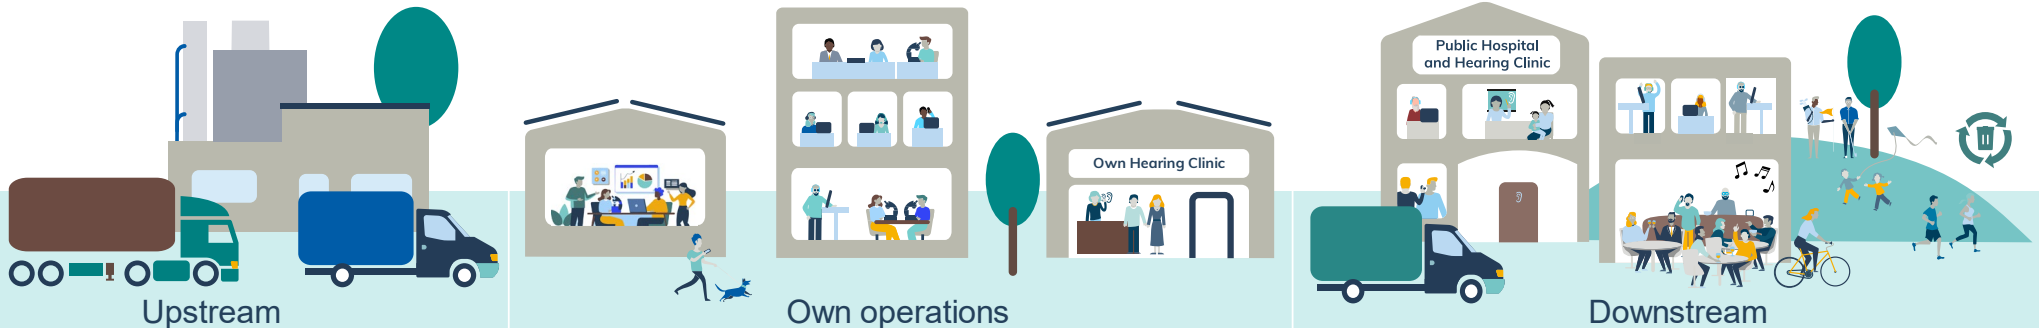 Public Hospital
and Hearing Clinic
Own Hearing Clinic
Upstream
Own operations
Downstream